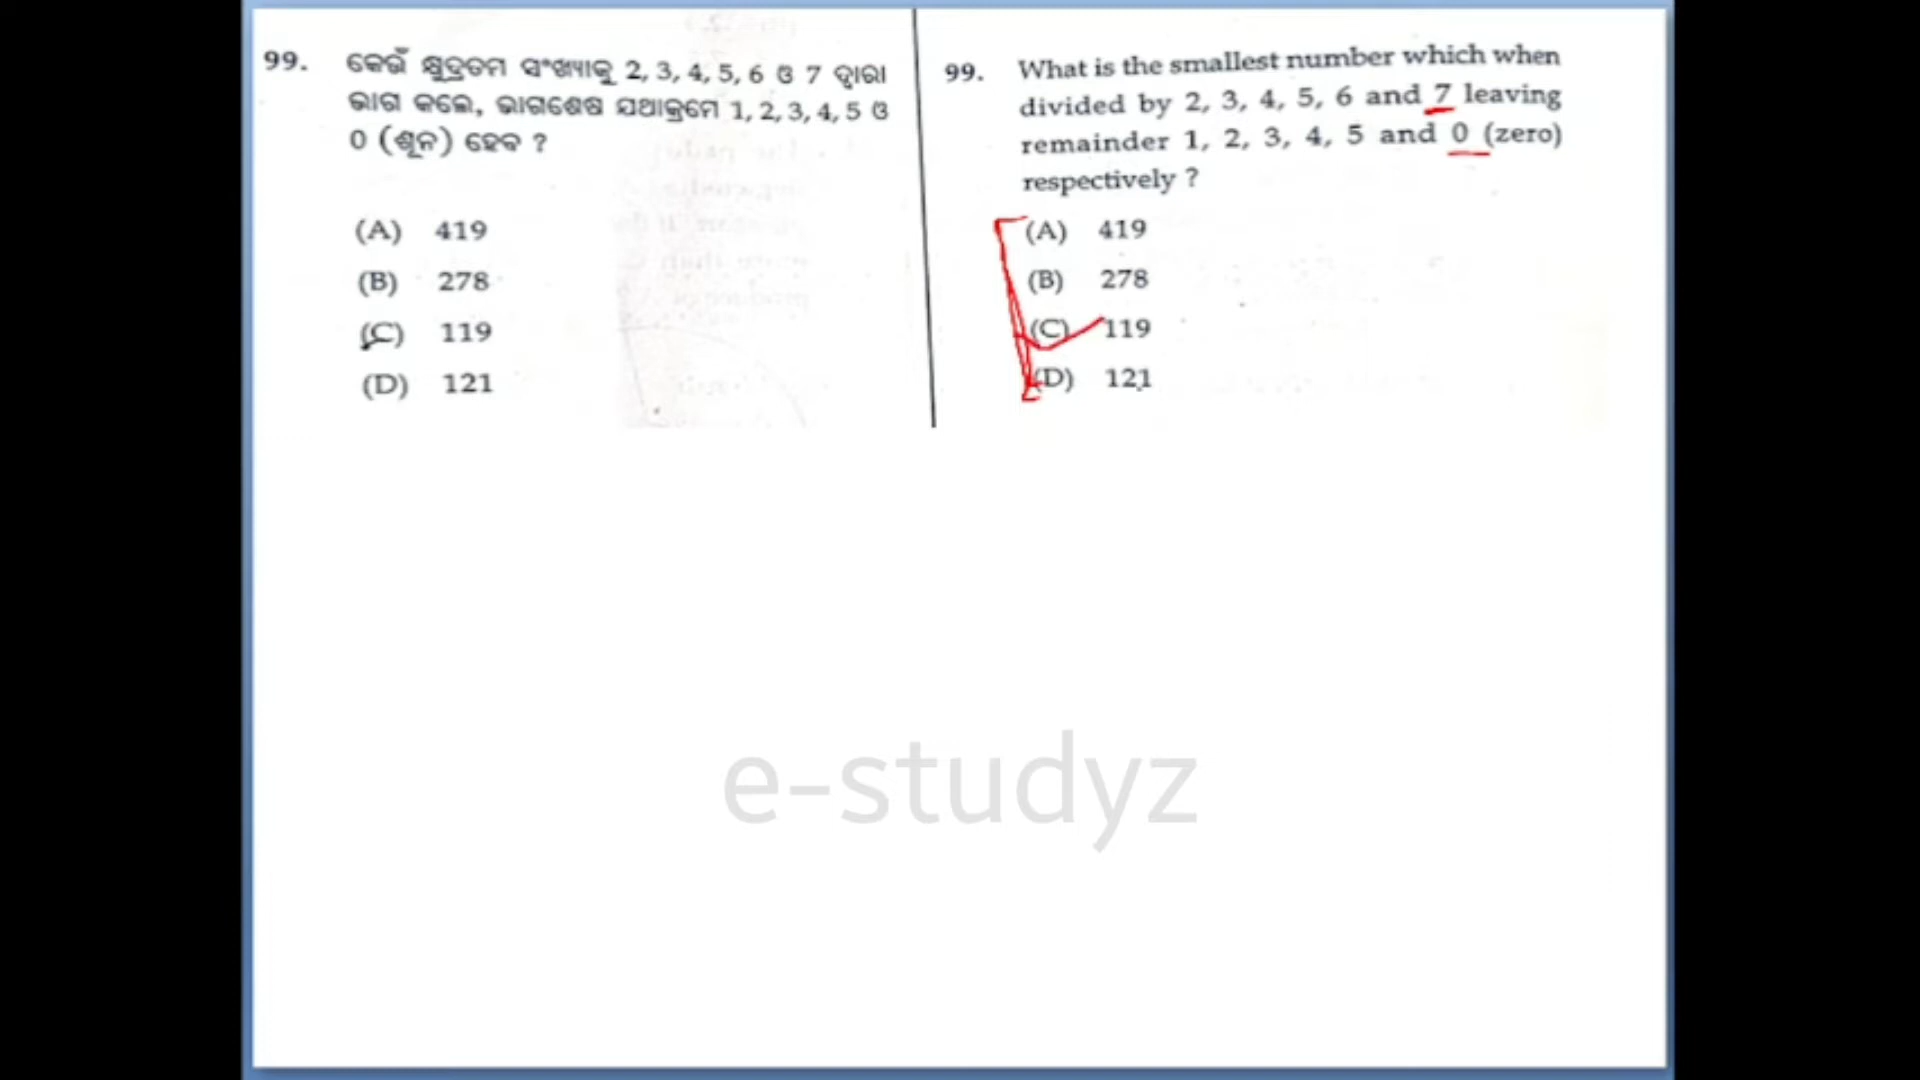 99. କେଉଁ କ୍ଷୁଦ୍ରତମ ସଂଖ୍ୟାକୁ 2, 3, 4, 5, 6 ଓ 7 ଦ୍ୱାରା
ଭାଗ କଲେ, ଭାଗଶେଷ ଯଥାକ୍ରମେ 1, 2, 3, 4, 5 ଓ
0 (ଶୂନ) ହେବ ?
(A) 419
(B) 278
(C) 119
(D) 121
99. What is the smallest number which when
divided by 2, 3, 4, 5, 6 and 7 leaving
remainder 1, 2, 3, 4, 5 and 0 (zero)
respectively ?
(A) 419
(B) 278
(C) 119
(D) 121
e-studyz